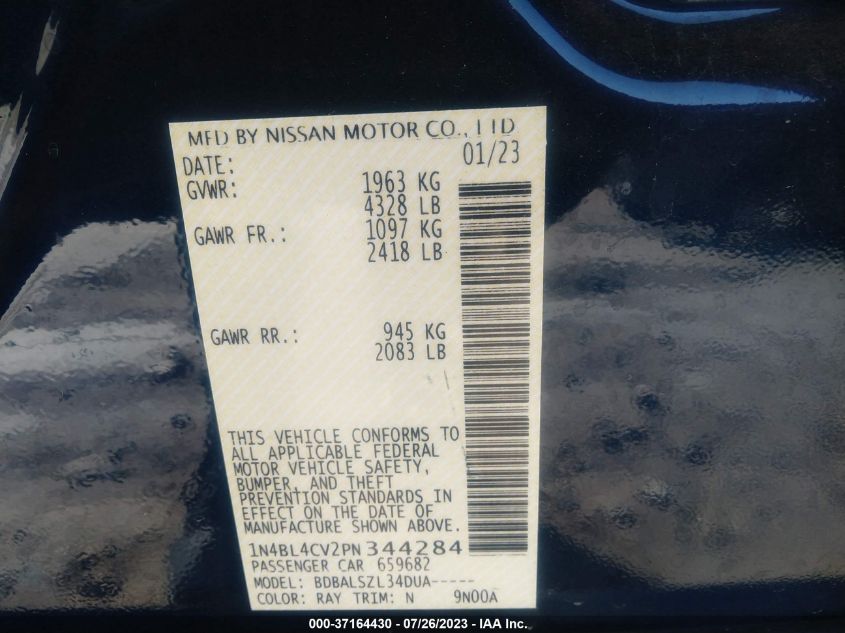 MFD BY NISSAN MOTOR CO., LTD
DATE: 01/23
GVWR: 1963 KG
4328 LB
GAWR FR.: 1097 KG
2418 LB
GAWR RR.: 945 KG
2083 LB
THIS VEHICLE CONFORMS TO
ALL APPLICABLE FEDERAL
MOTOR VEHICLE SAFETY,
BUMPER, AND THEFT
PREVENTION STANDARDS IN
EFFECT ON THE DATE OF
MANUFACTURE SHOWN ABOVE.
1N4BL4CV2PN344284
PASSENGER CAR 659682
MODEL: BDBALSZL34DUA-----
COLOR: RAY TRIM: N 9N00A
000-37164430 - 07/26/2023 - IAA Inc.